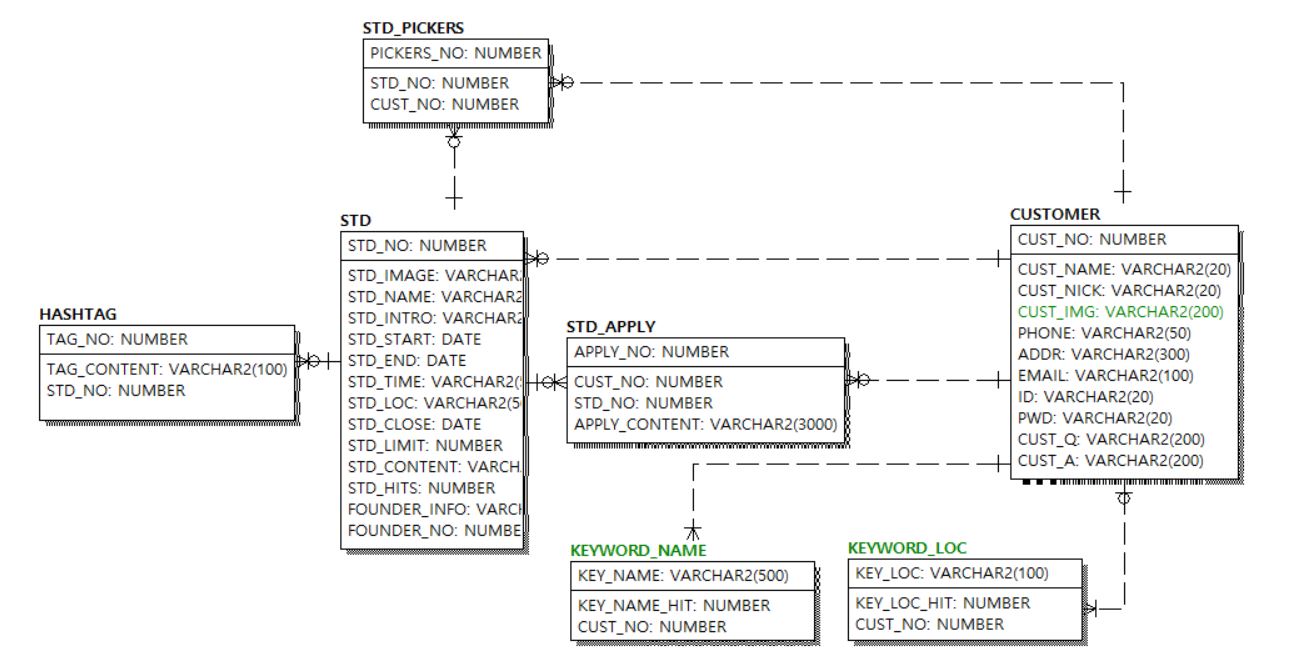 STD_PICKERS
PICKERS_NO: NUMBER
STD_NO: NUMBER
CUST_NO: NUMBER
STD
STD_NO: NUMBER
STD_IMAGE: VARCHAR
STD_NAME: VARCHAR2
STD_INTRO: VARCHAR2
STD_START: DATE
STD_END: DATE
STD_TIME: VARCHAR2(
STD_LOC: VARCHAR2(5
STD_CLOSE: DATE
STD_LIMIT: NUMBER
STD_CONTENT: VARCH
STD_HITS: NUMBER
FOUNDER_INFO: VARCH
FOUNDER_NO: NUMBE
CUSTOMER
CUST_NO: NUMBER
CUST_NAME: VARCHAR2(20)
CUST_NICK: VARCHAR2(20)
CUST_IMG: VARCHAR2(200)
PHONE: VARCHAR2(50)
ADDR: VARCHAR2(300)
EMAIL: VARCHAR2(100)
ID: VARCHAR2(20)
PWD: VARCHAR2(20)
CUST_Q: VARCHAR2(200)
CUST_A: VARCHAR2(200)
HASHTAG
TAG_NO: NUMBER
TAG_CONTENT: VARCHAR2(100)
STD_NO: NUMBER
STD_APPLY
APPLY_NO: NUMBER
CUST_NO: NUMBER
STD_NO: NUMBER
APPLY_CONTENT: VARCHAR2(3000)
KEYWORD_NAME
KEY_NAME: VARCHAR2(500)
KEY_NAME_HIT: NUMBER
CUST_NO: NUMBER
KEYWORD_LOC
KEY_LOC: VARCHAR2(100)
KEY_LOC_HIT: NUMBER
CUST_NO: NUMBER